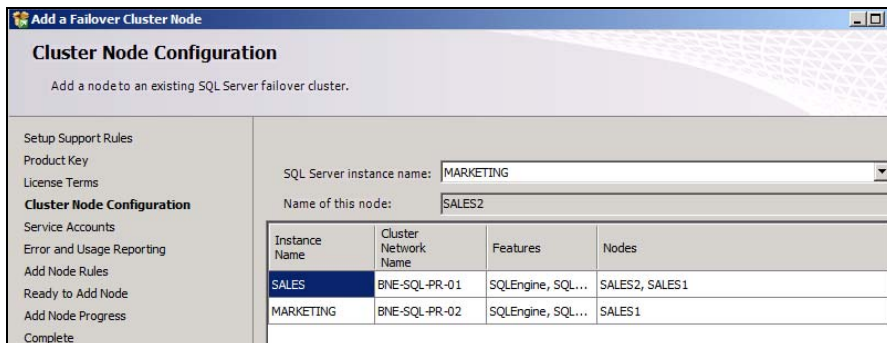 Add a Failover Cluster Node
Cluster Node Configuration
Add a node to an existing SQL Server failover cluster.
Setup Support Rules
Product Key
License Terms
Cluster Node Configuration
Service Accounts
Error and Usage Reporting
Add Node Rules
Ready to Add Node
Add Node Progress
Complete
SQL Server instance name: MARKETING
Name of this node: SALES2
Instance Name Cluster Network Name Features Nodes
SALES BNE-SQL-PR-01 SQLEngine, SQL... SALES2, SALES1
MARKETING BNE-SQL-PR-02 SQLEngine, SQL... SALES1